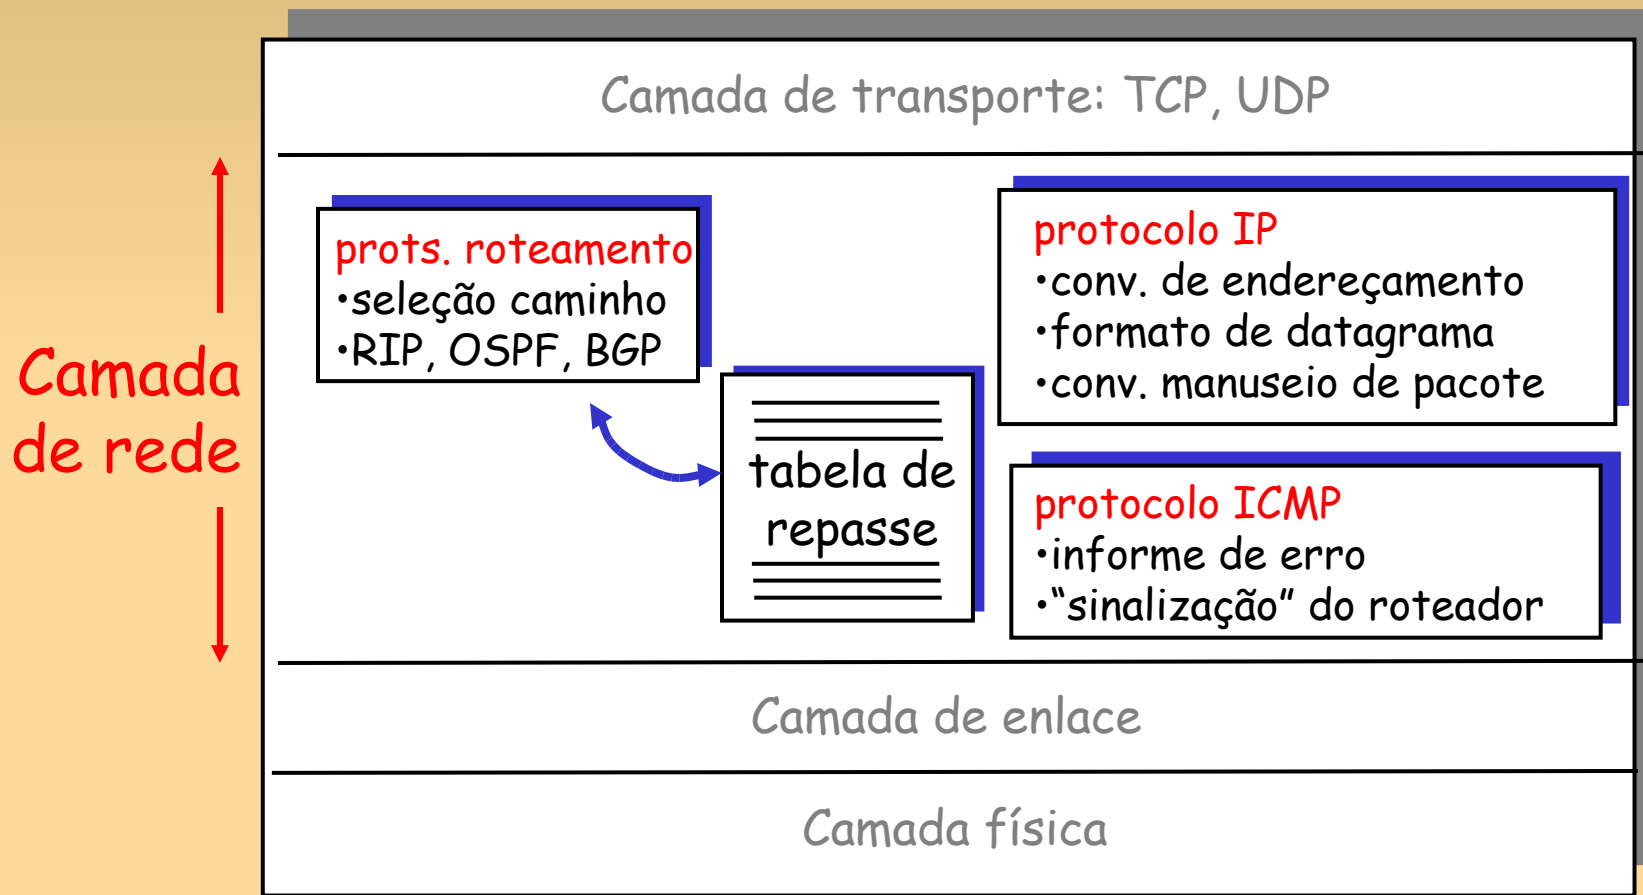 Camada de transporte: TCP, UDP
Camada
de rede
prots. roteamento
•seleção caminho
•RIP, OSPF, BGP
tabela de
repasse
protocolo IP
•conv. de endereçamento
•formato de datagrama
•conv. manuseio de pacote
protocolo ICMP
•informe de erro
•“sinalização” do roteador
Camada de enlace
Camada física